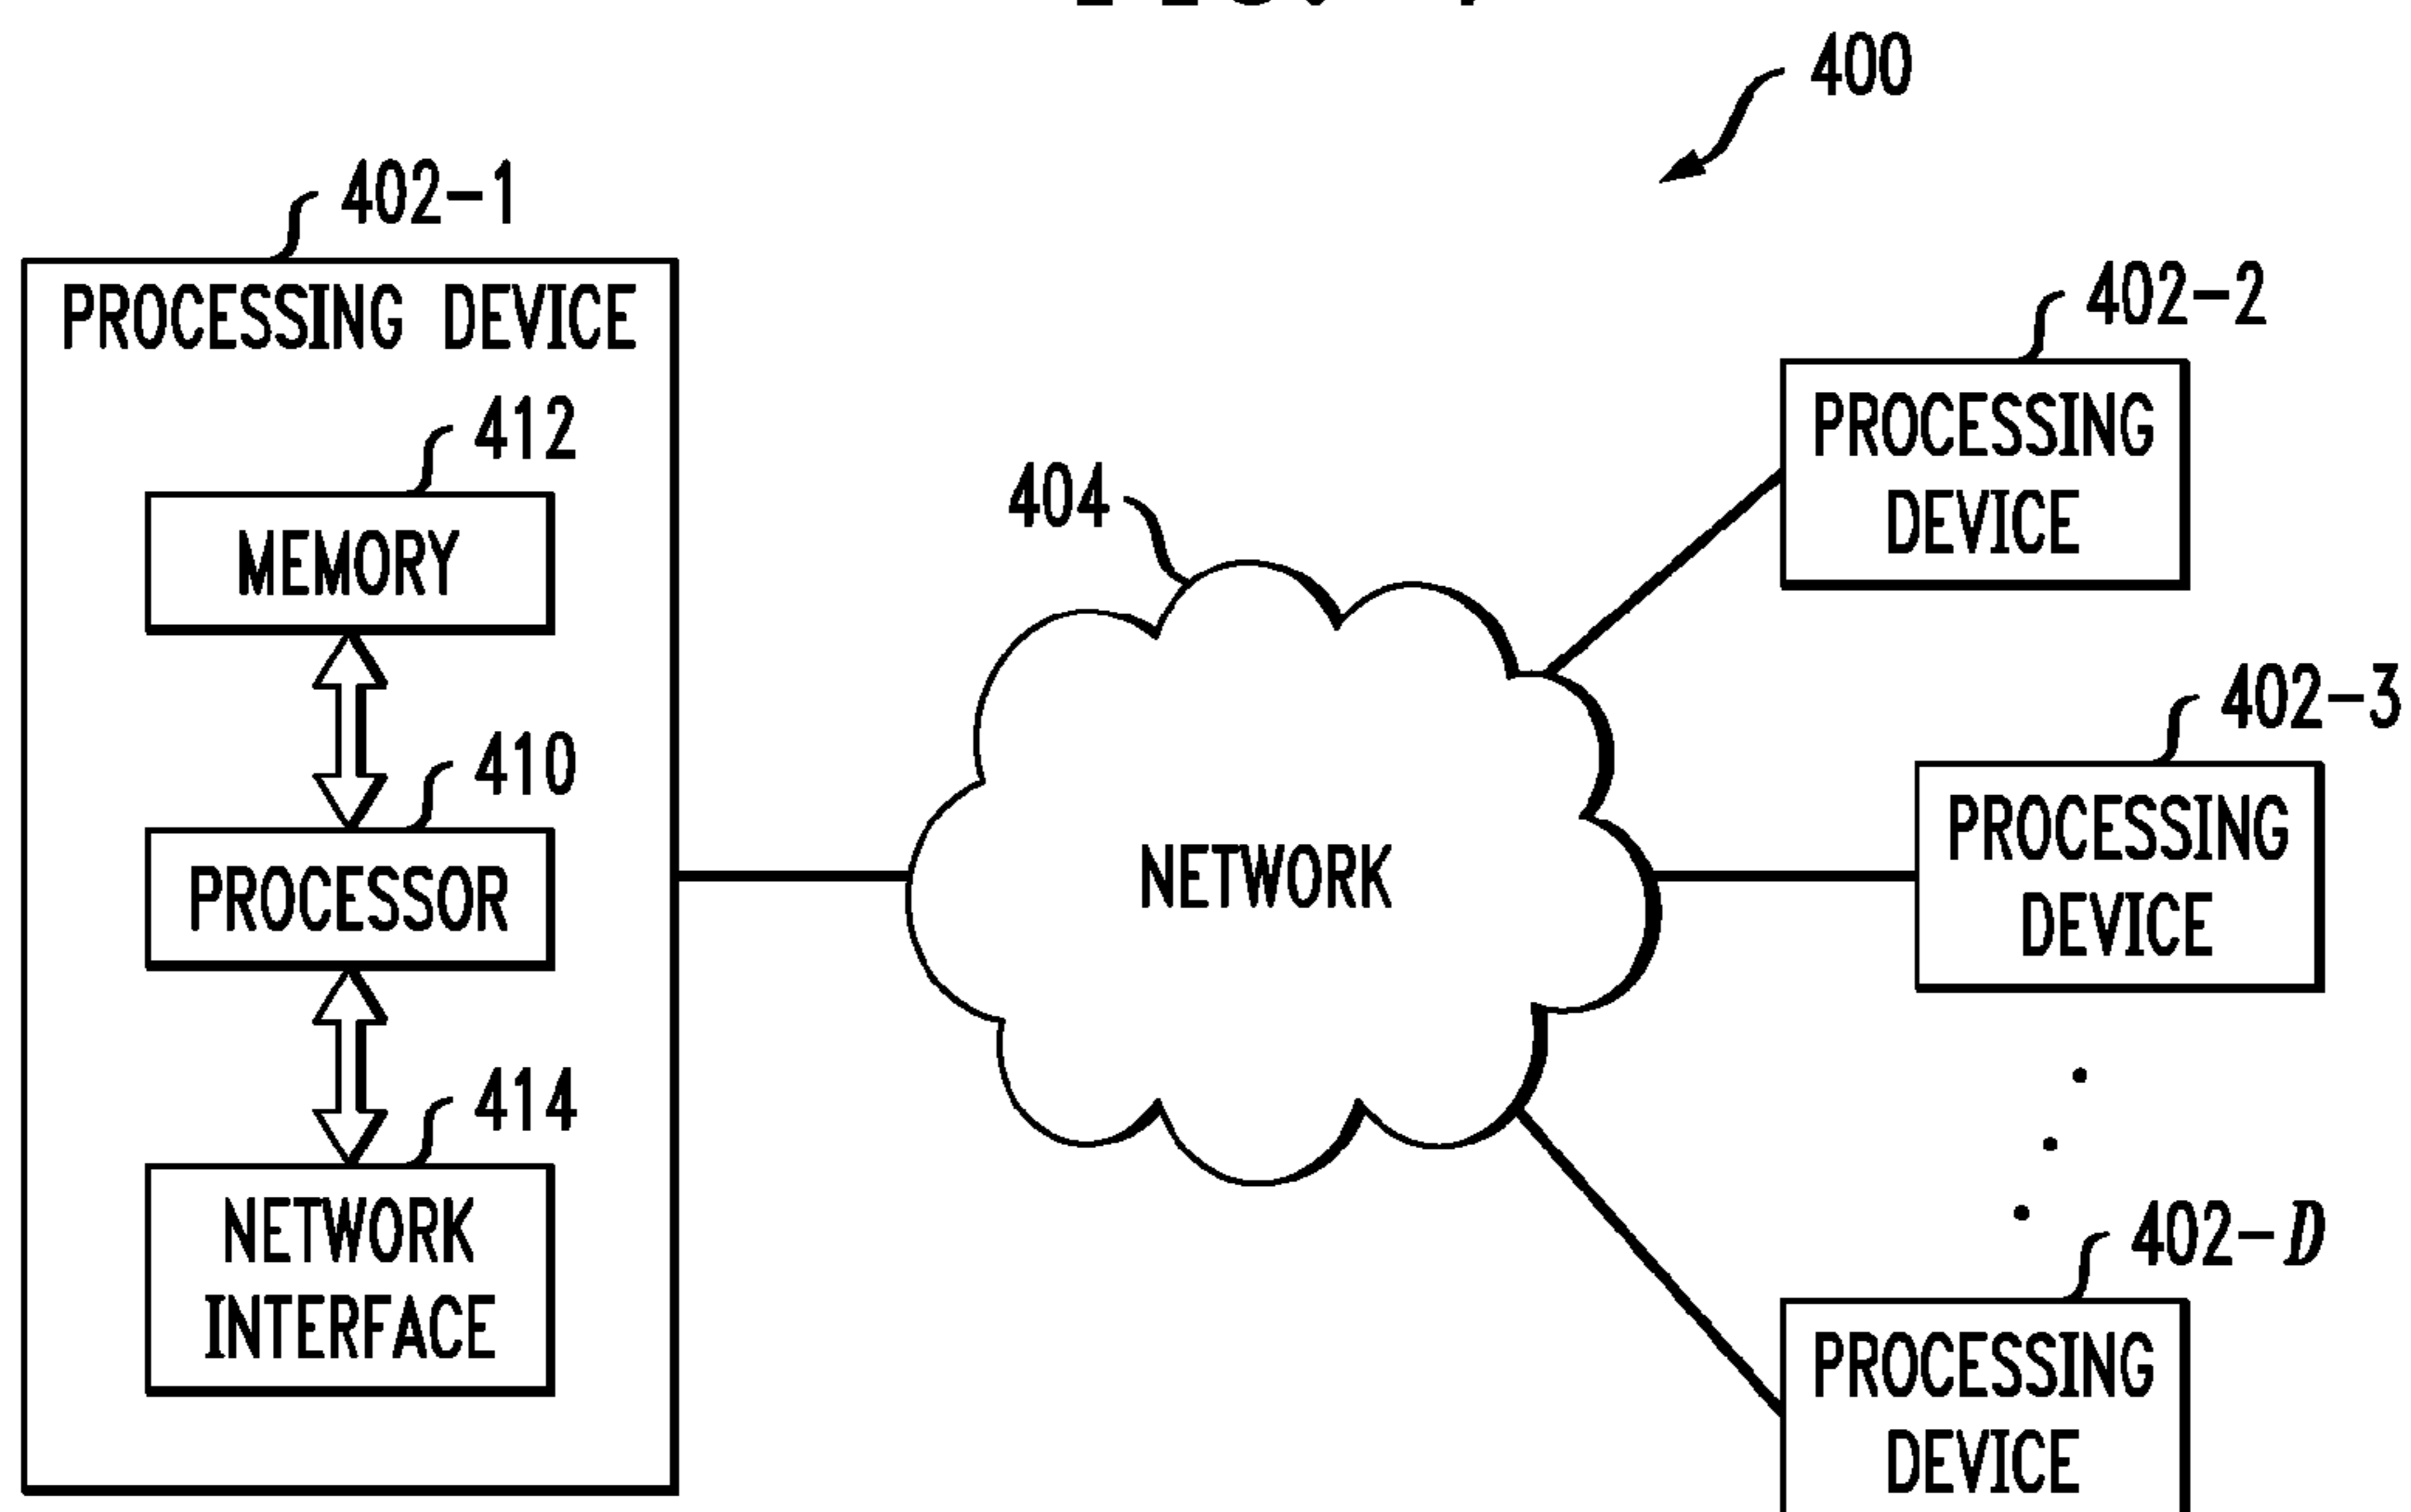 400
402-1
PROCESSING DEVICE
412
MEMORY
410
PROCESSOR
414
NETWORK
INTERFACE
404
NETWORK
402-2
PROCESSING
DEVICE
402-3
PROCESSING
DEVICE
402-D
PROCESSING
DEVICE